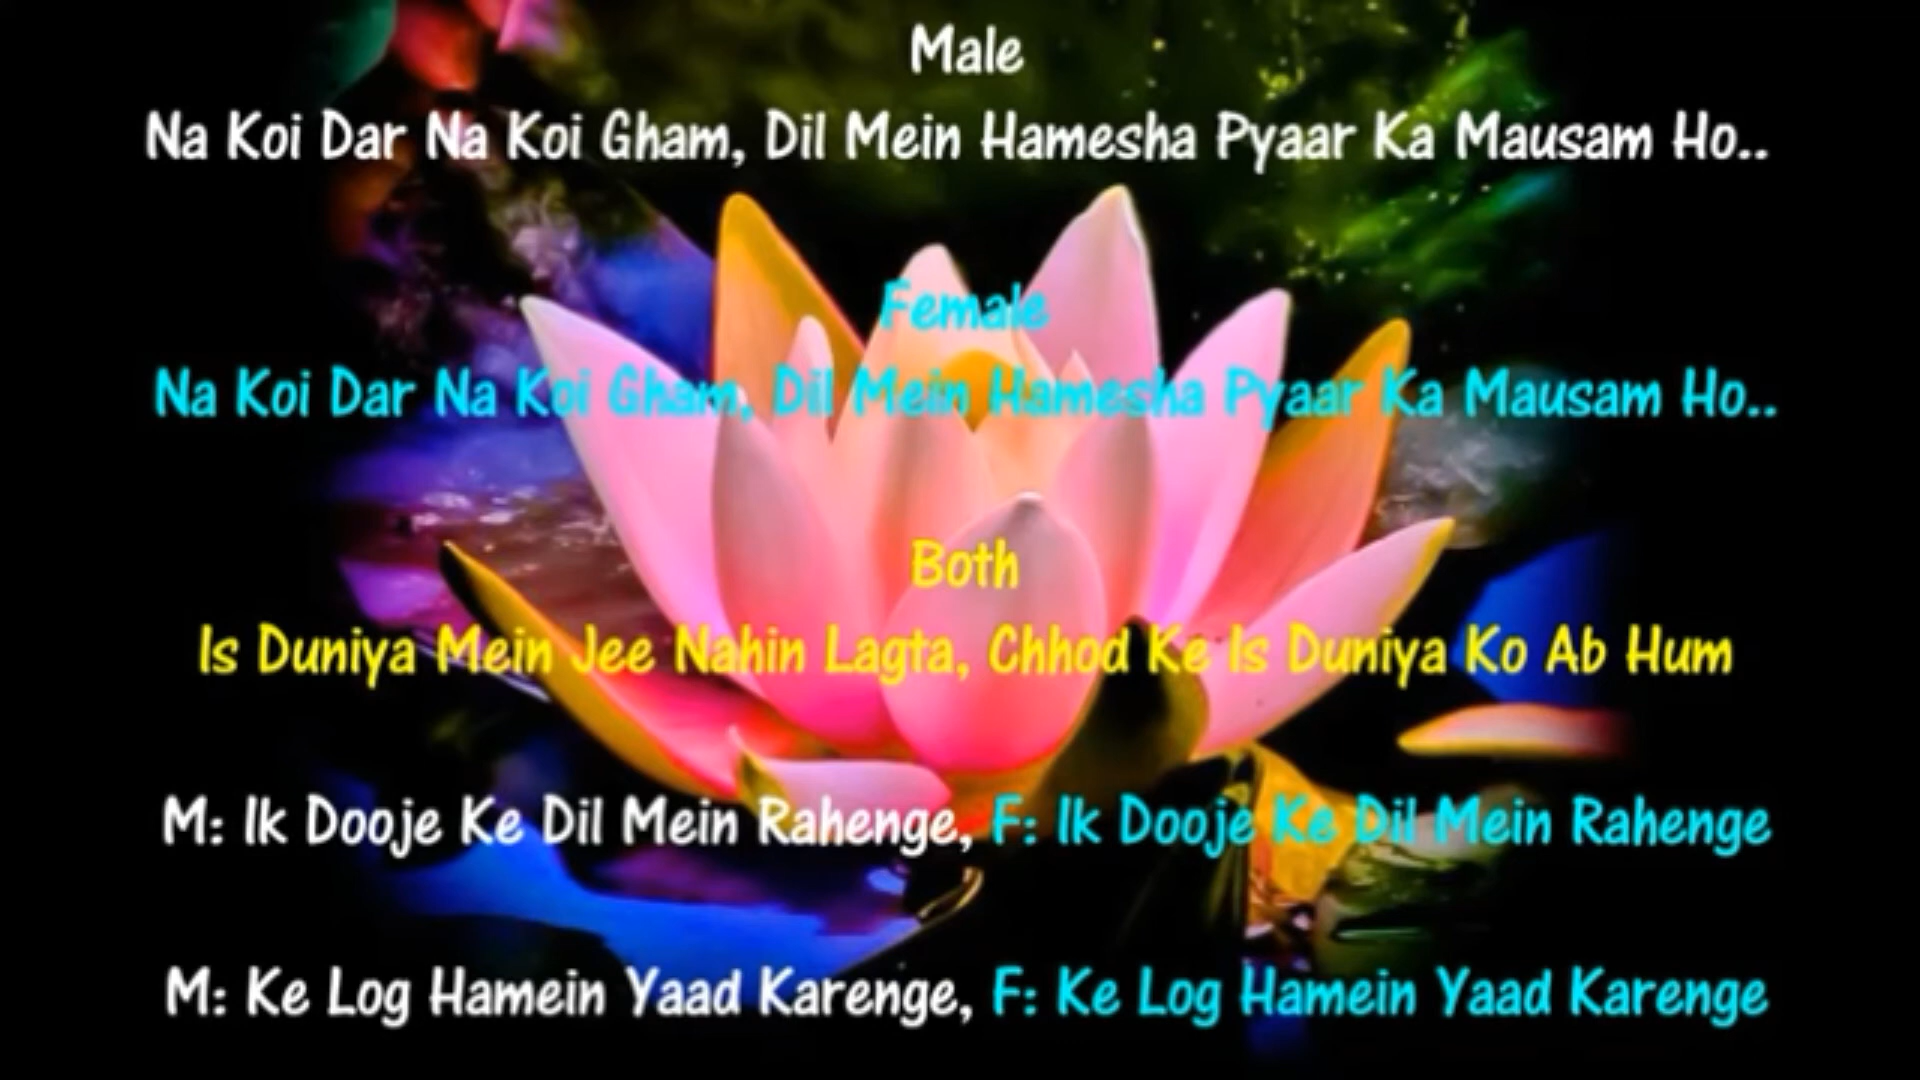 Male
Na Koi Dar Na Koi Gham, Dil Mein Hamesha Pyaar Ka Mausam Ho..
Female
Na Koi Dar Na Koi Gham, Dil Mein Hamesha Pyaar Ka Mausam Ho..
Both
Is Duniya Mein Jee Nahin Lagta, Chhod Ke Is Duniya Ko Ab Hum
M: Ik Dooje Ke Dil Mein Rahenge, F: Ik Dooje Ke Dil Mein Rahenge
M: Ke Log Hamein Yaad Karenge, F: Ke Log Hamein Yaad Karenge